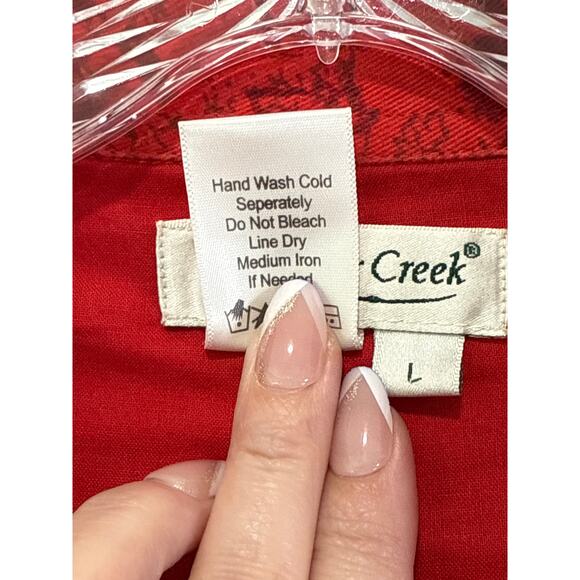 Hand Wash Cold
Seperately
Do Not Bleach
Line Dry
Medium Iron
If Needed
Creek®
L